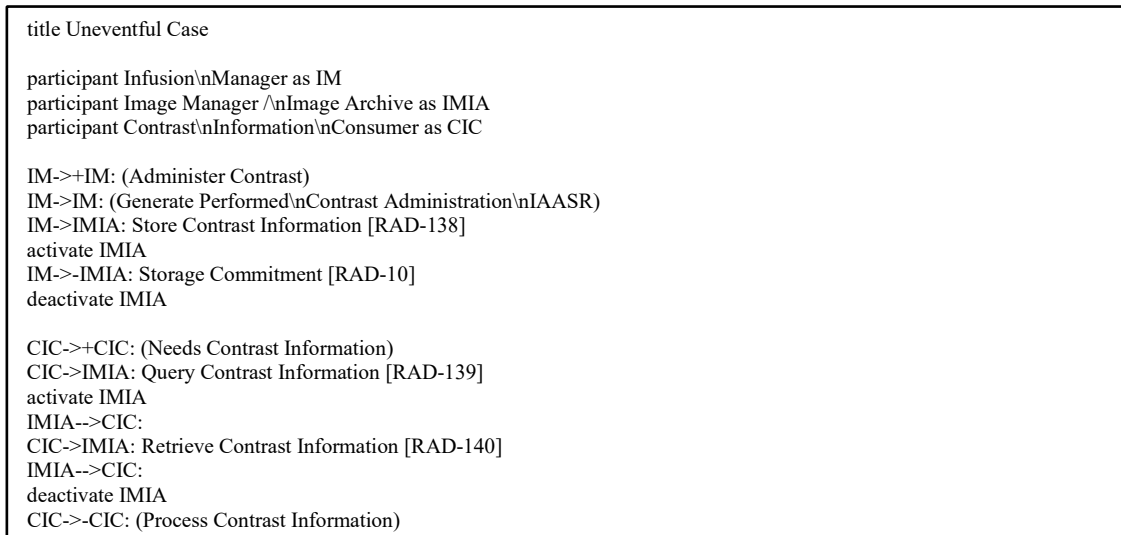 title Uneventful Case
participant Infusion\nManager as IM
participant Image Manager /\nImage Archive as IMIA
participant Contrast\nInformation\nConsumer as CIC
IM->+IM: (Administer Contrast)
IM->IM: (Generate Performed\nContrast Administration\nIAASR)
IM->IMIA: Store Contrast Information [RAD-138]
activate IMIA
IM->-IMIA: Storage Commitment [RAD-10]
deactivate IMIA
CIC->+CIC: (Needs Contrast Information)
CIC->IMIA: Query Contrast Information [RAD-139]
activate IMIA
IMIA-->CIC:
CIC->IMIA: Retrieve Contrast Information [RAD-140]
IMIA-->CIC:
deactivate IMIA
CIC->-CIC: (Process Contrast Information)